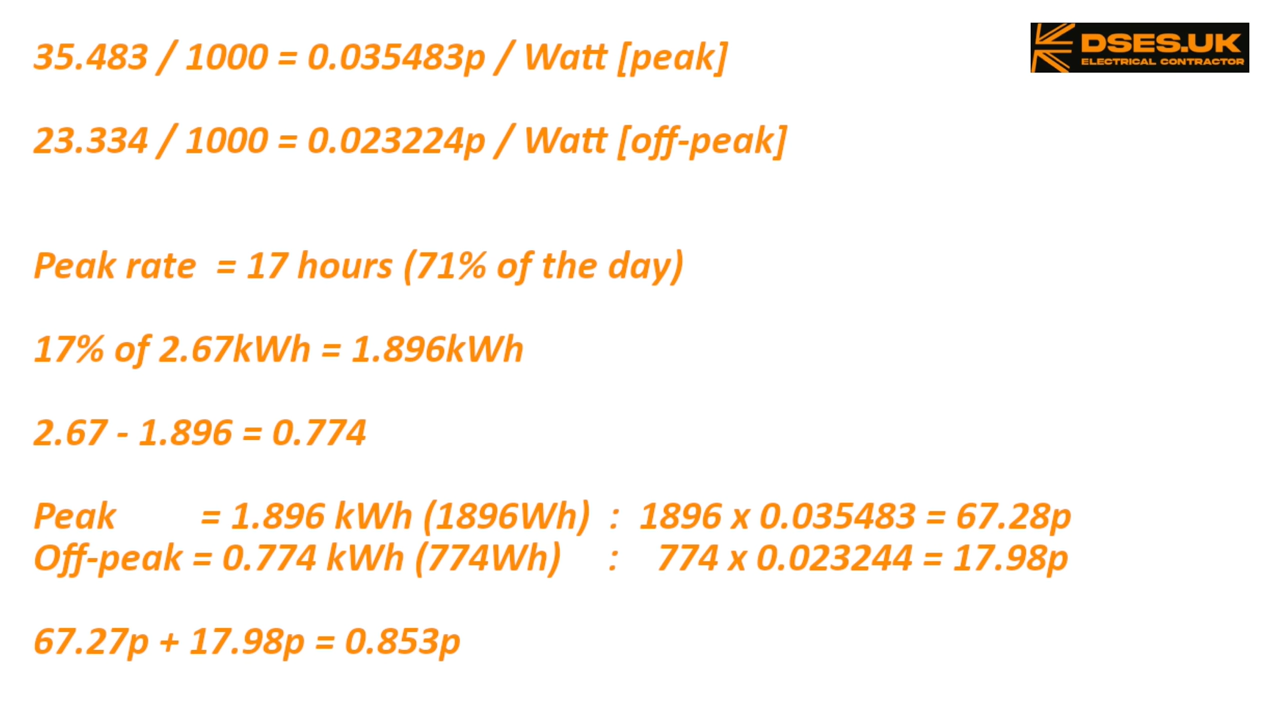 35.483 / 1000 = 0.035483p / Watt [peak]
DSES.UK
ELECTRICAL CONTRACTOR
23.334 / 1000 = 0.023224p / Watt [off-peak]
Peak rate = 17 hours (71% of the day)
17% of 2.67kWh = 1.896kWh
2.67 - 1.896 = 0.774
Peak = 1.896 kWh (1896Wh) : 1896 x 0.035483 = 67.28p
Off-peak = 0.774 kWh (774Wh) : 774 x 0.023244 = 17.98p
67.27p + 17.98p = 0.853p